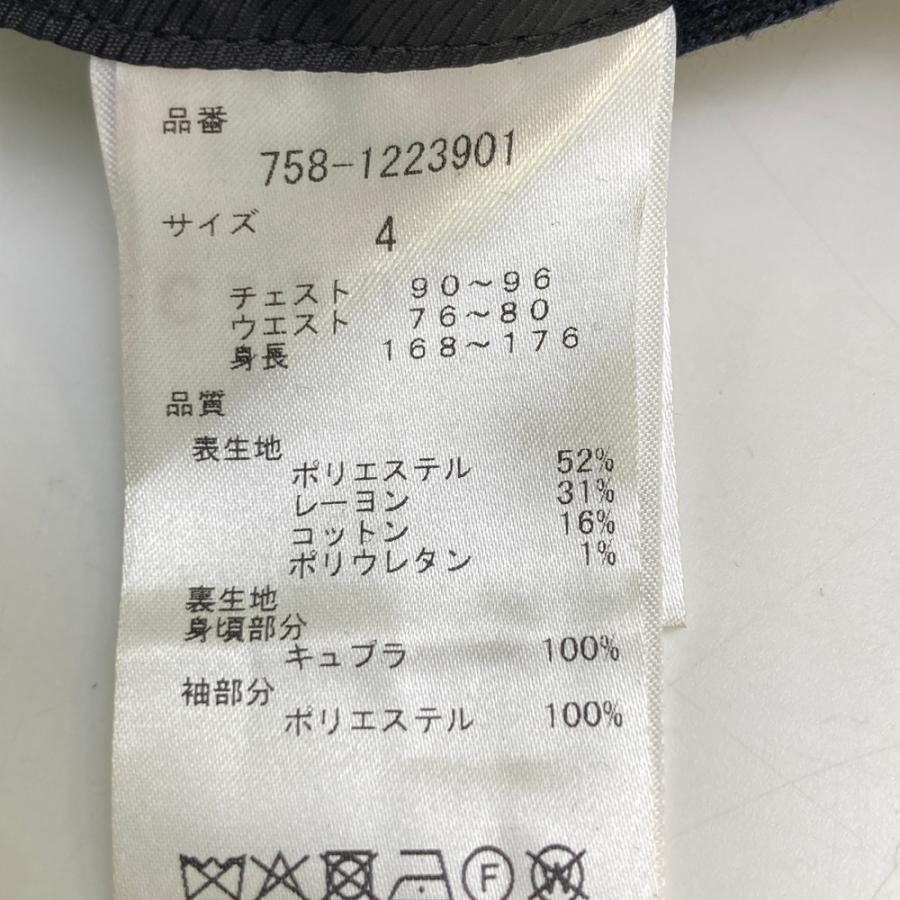 品番
758-1223901
サイズ 4
チェスト 90～96
ウエスト 76～80
身長 168～176
品質
表生地
ポリエステル 52%
レーヨン 31%
コットン 16%
ポリウレタン 1%
裏生地
身頃部分
キュプラ 100%
袖部分
ポリエステル 100%
F W